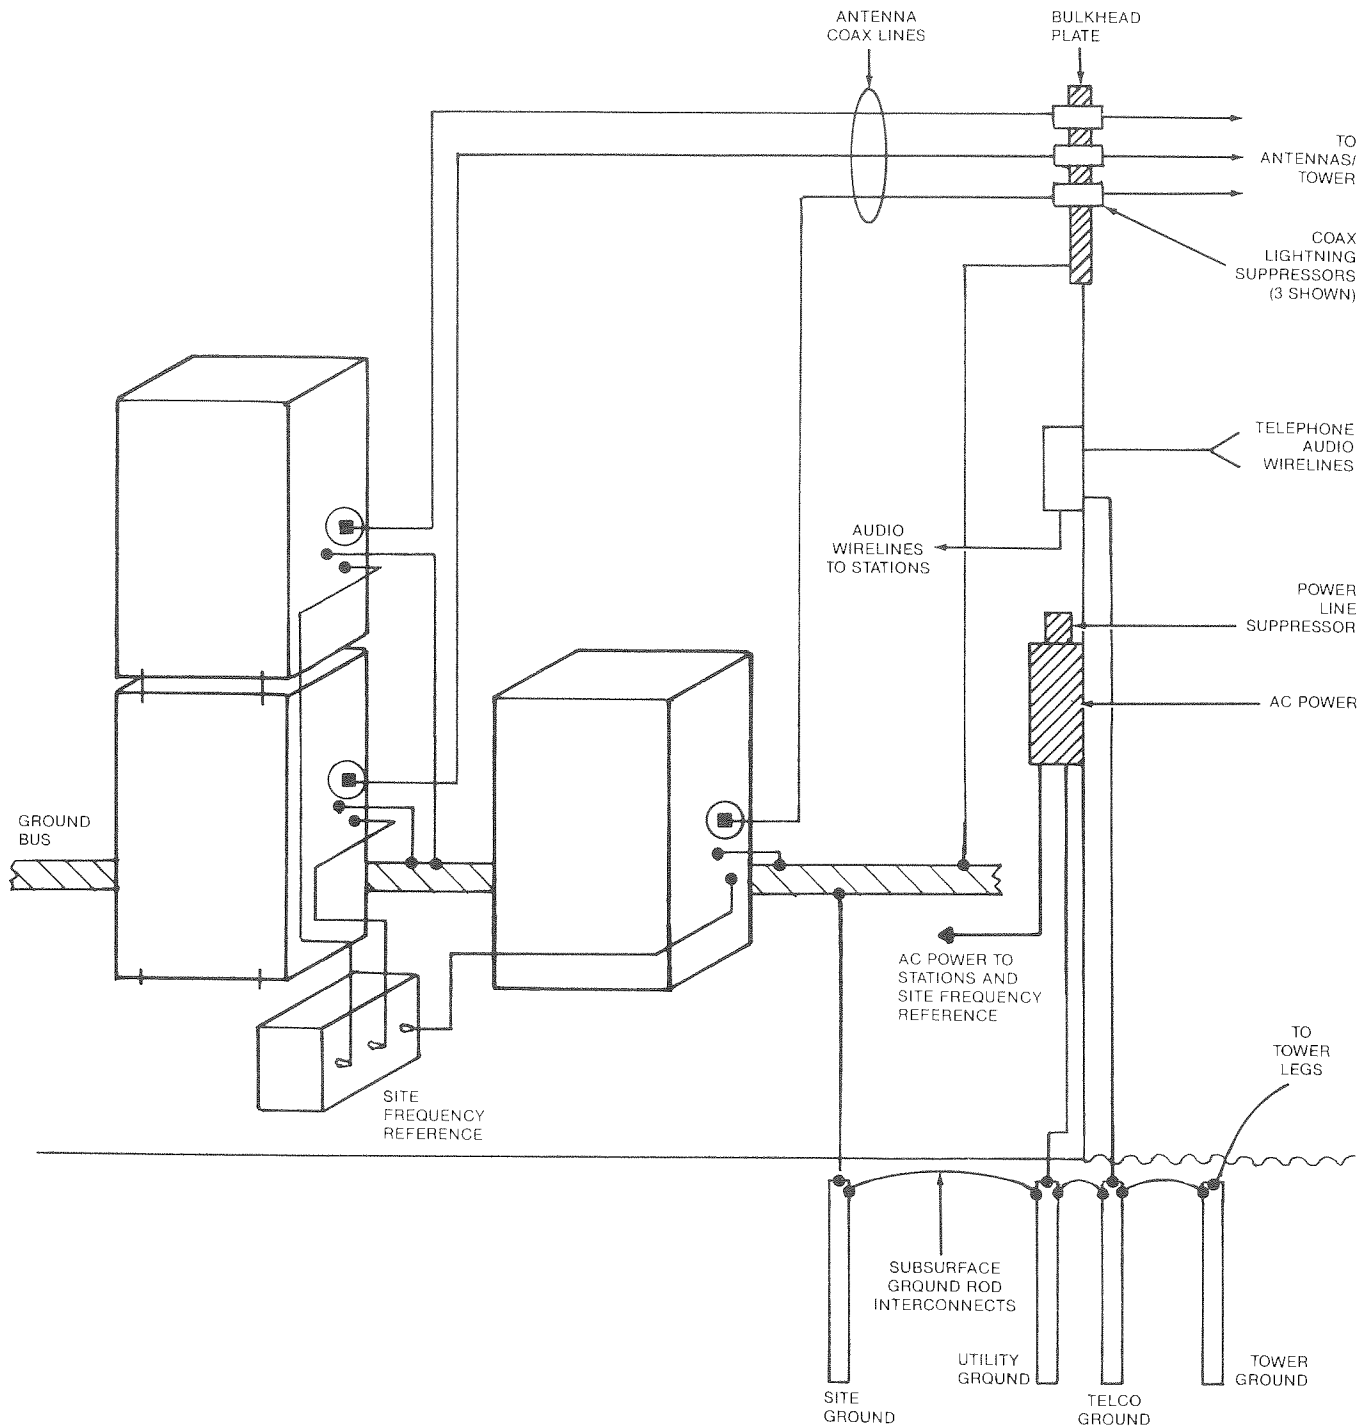 ANTENNA
COAX LINES
BULKHEAD
PLATE
TO
ANTENNAS/
TOWER
COAX
LIGHTNING
SUPPRESSORS
(3 SHOWN)
TELEPHONE
AUDIO
WIRELINES
AUDIO
WIRELINES
TO STATIONS
POWER
LINE
SUPPRESSOR
AC POWER
GROUND
BUS
AC POWER TO
STATIONS AND
SITE FREQUENCY
REFERENCE
TO
TOWER
LEGS
SITE
FREQUENCY
REFERENCE
SUBSURFACE
GROUND ROD
INTERCONNECTS
SITE
GROUND
UTILITY
GROUND
TELCO
GROUND
TOWER
GROUND